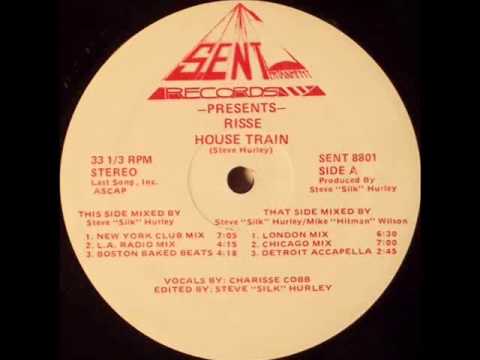 SENT
RECORDS
—PRESENTS—
RISSE
HOUSE TRAIN
(Steve Hurley)
33 1/3 RPM
STEREO
Last Song, Inc.
ASCAP
SENT 8801
SIDE A
Produced By
Steve "Silk" Hurley
THIS SIDE MIXED BY
Steve "Silk" Hurley
1. NEW YORK CLUB MIX 7:05
2. L.A. RADIO MIX 4:15
3. BOSTON BAKED BEATS 4:18
THAT SIDE MIXED BY
Steve "Silk" Hurley/Mike "Hitman" Wilson
1. LONDON MIX 6:30
2. CHICAGO MIX 7:00
3. DETROIT ACCAPELLA 2:45
VOCALS BY: CHARISSE COBB
EDITED BY: STEVE "SILK" HURLEY